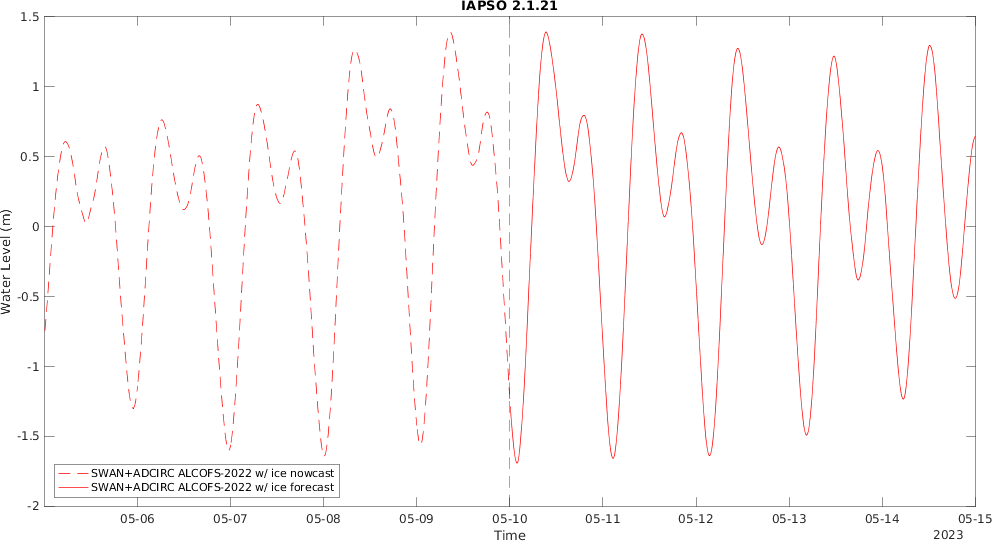 IAPSO 2.1.21
1.5
1
0.5
0
-0.5
-1
-1.5
-2
Water Level (m)
SWAN+ADCIRC ALCOFS-2022 w/ ice nowcast
SWAN+ADCIRC ALCOFS-2022 w/ ice forecast
05-06 05-07 05-08 05-09 05-10 05-11 05-12 05-13 05-14 05-15
Time
2023